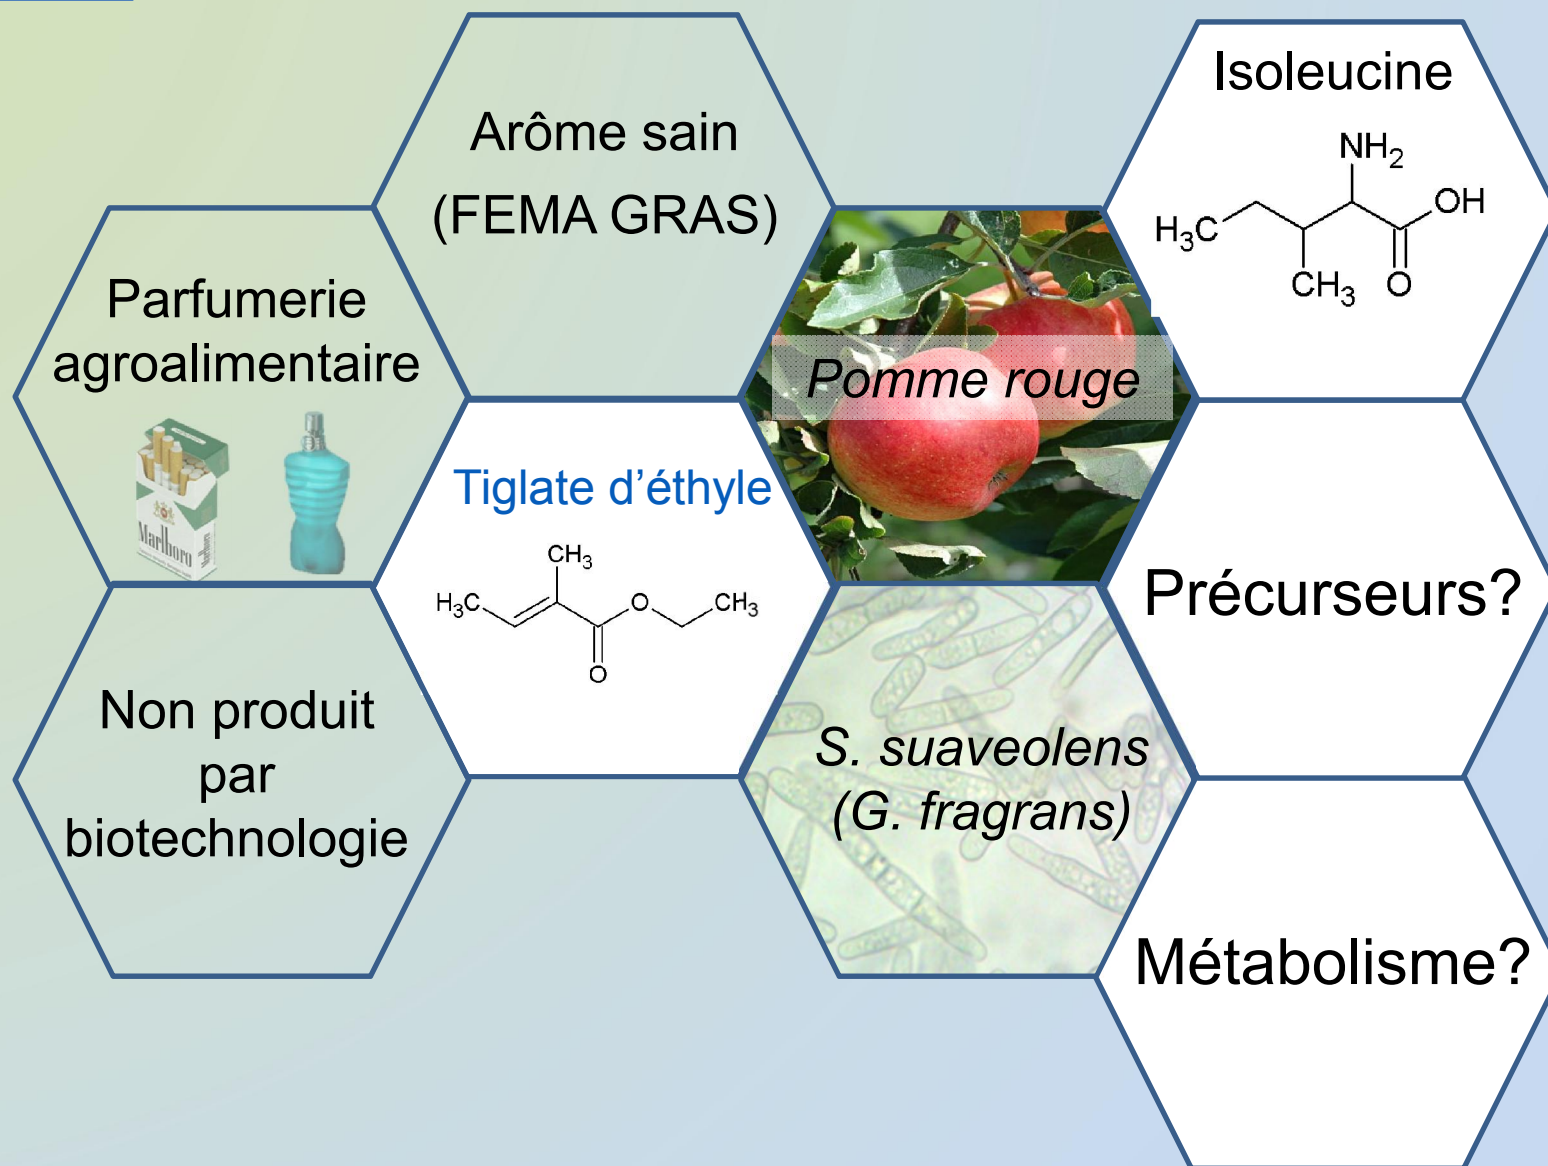 Arôme sain
(FEMA GRAS)
Parfumerie
agroalimentaire
Marlboro
Tiglate d’éthyle
CH3
H3C
O
CH3
O
Non produit
par
biotechnologie
Pomme rouge
S. suaveolens
(G. fragrans)
Isoleucine
NH2
OH
H3C
CH3
O
Précurseurs?
Métabolisme?